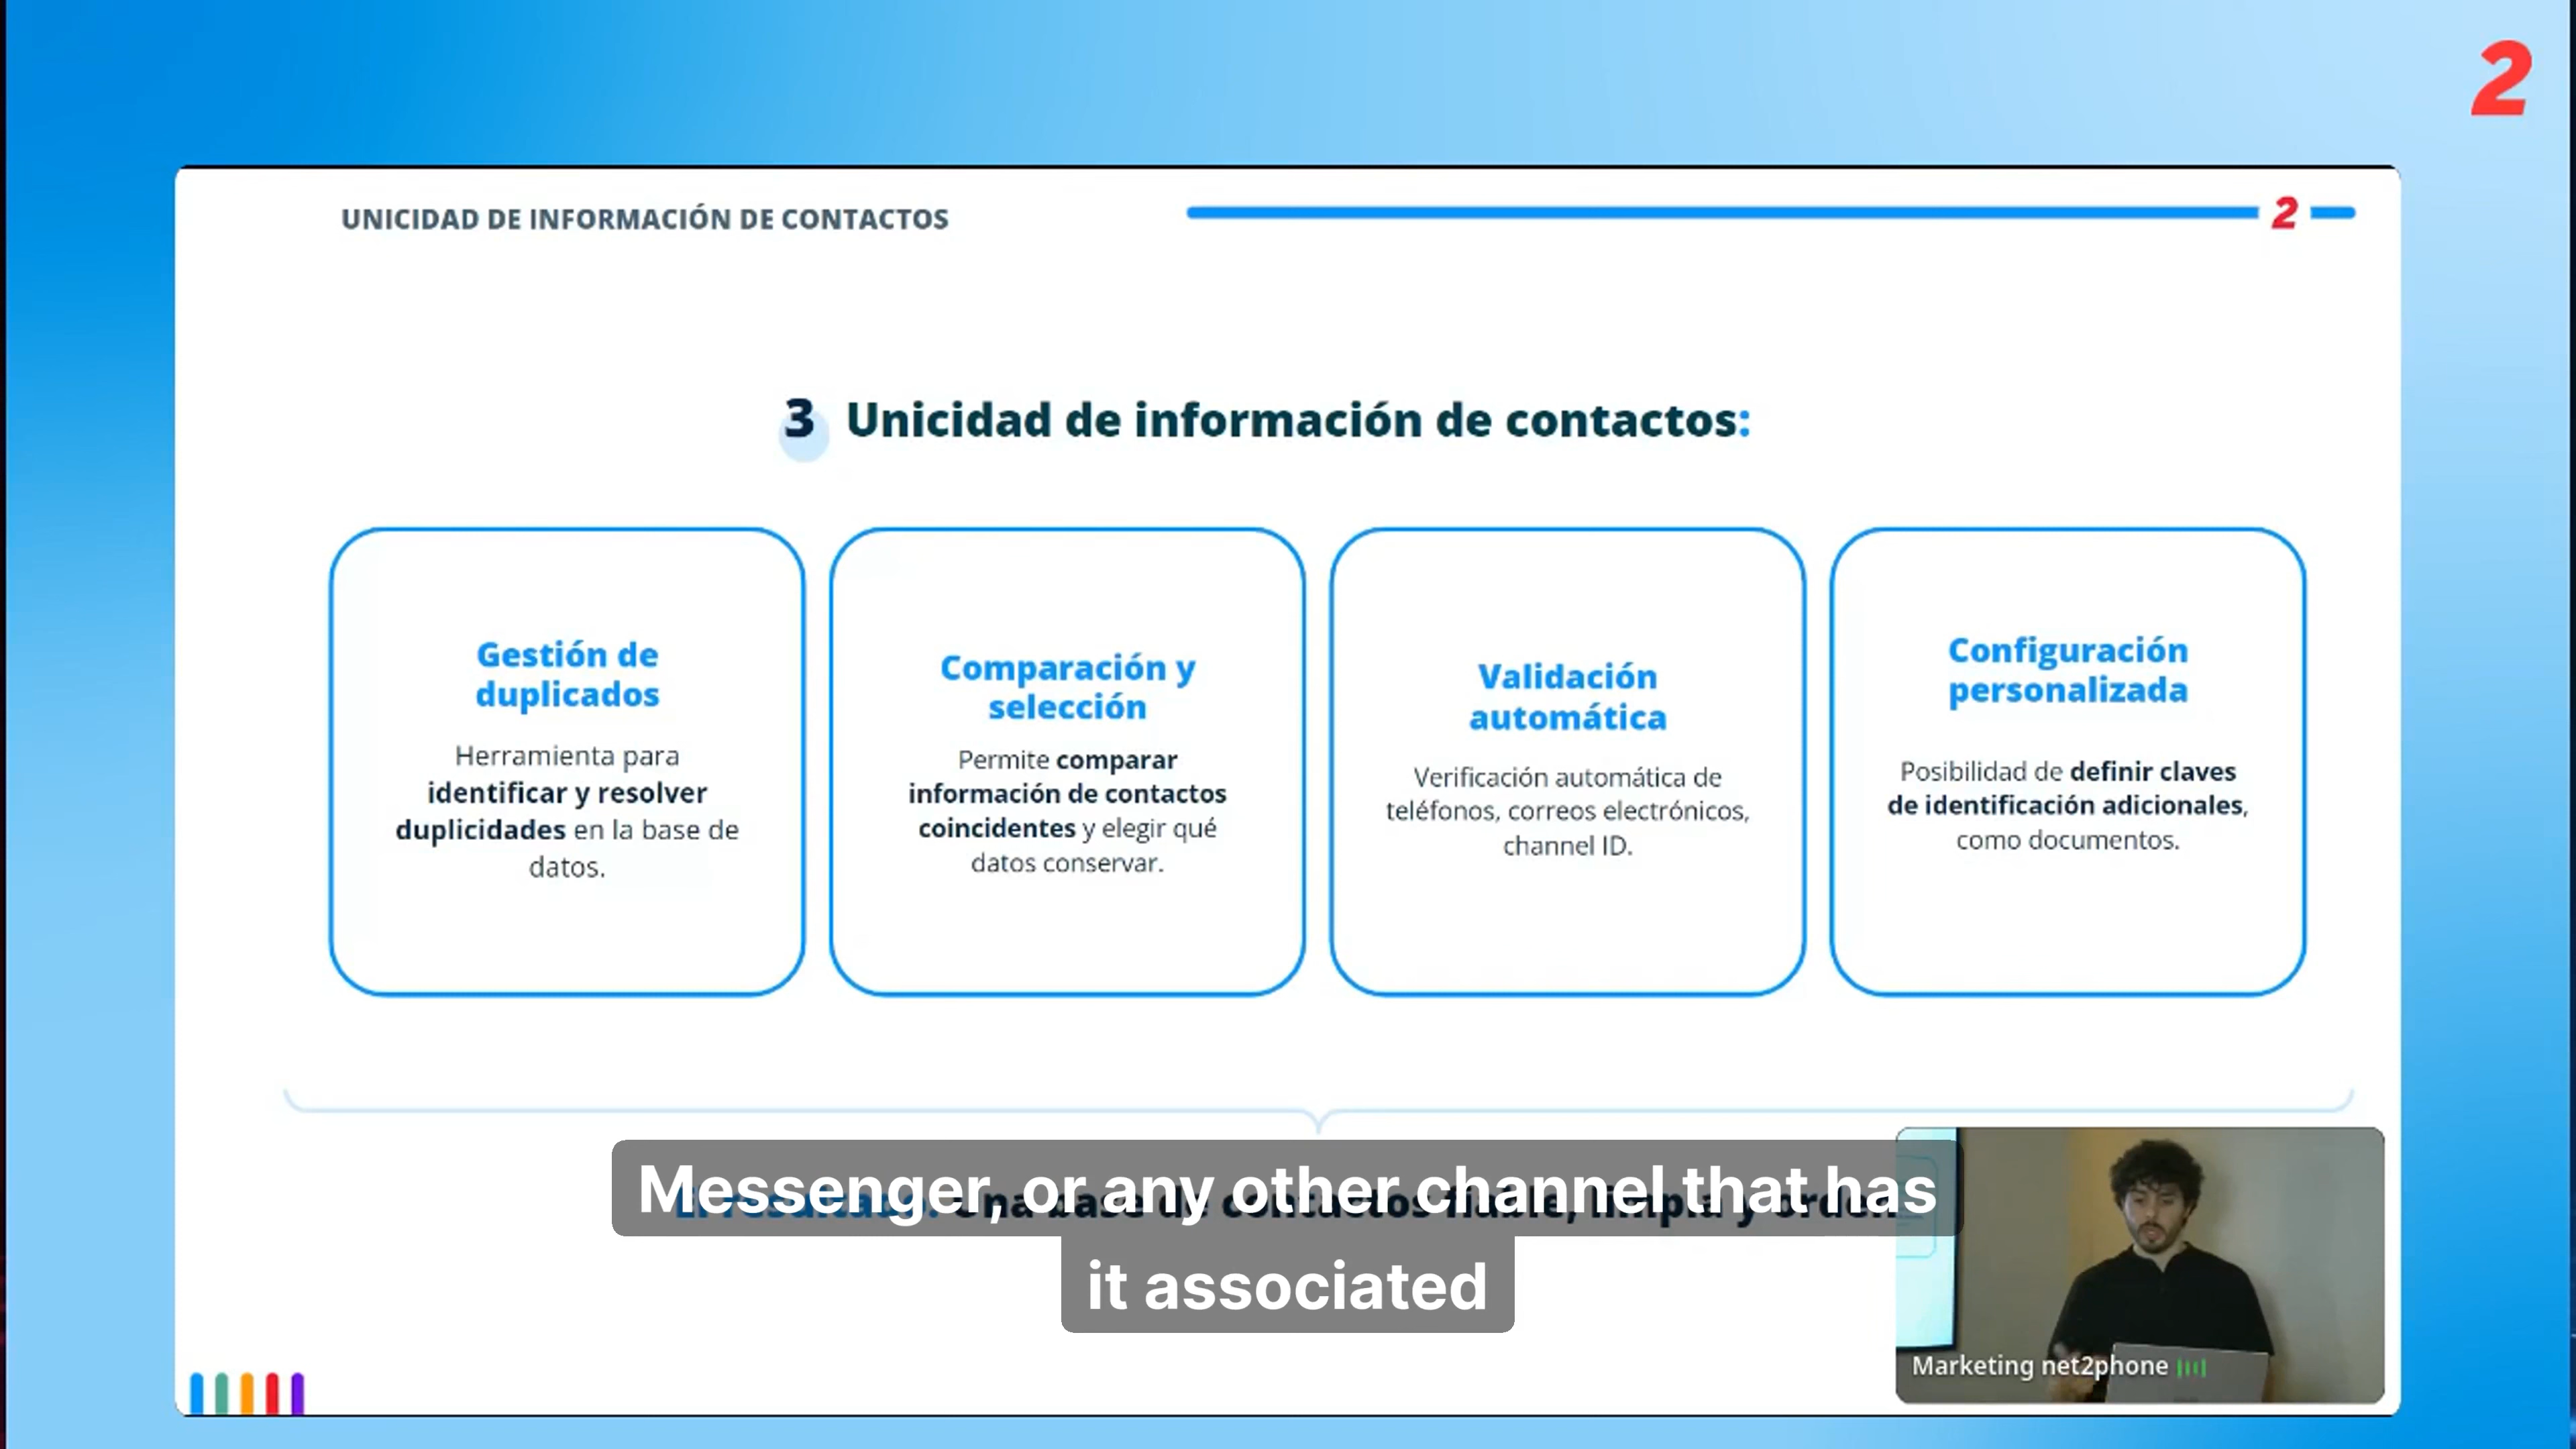 2
UNICIDAD DE INFORMACIÓN DE CONTACTOS
2
3 Unicidad de información de contactos:
Gestión de
duplicados
Herramienta para
identificar y resolver
duplicidades en la base de
datos.
Comparación y
selección
Permite comparar
información de contactos
coincidentes y elegir qué
datos conservar.
Validación
automática
Verificación automática de
teléfonos, correos electrónicos,
channel ID.
Configuración
personalizada
Posibilidad de definir claves
de identificación adicionales,
como documentos.
Messenger, or any other channel that has
it associated
Marketing net2phone